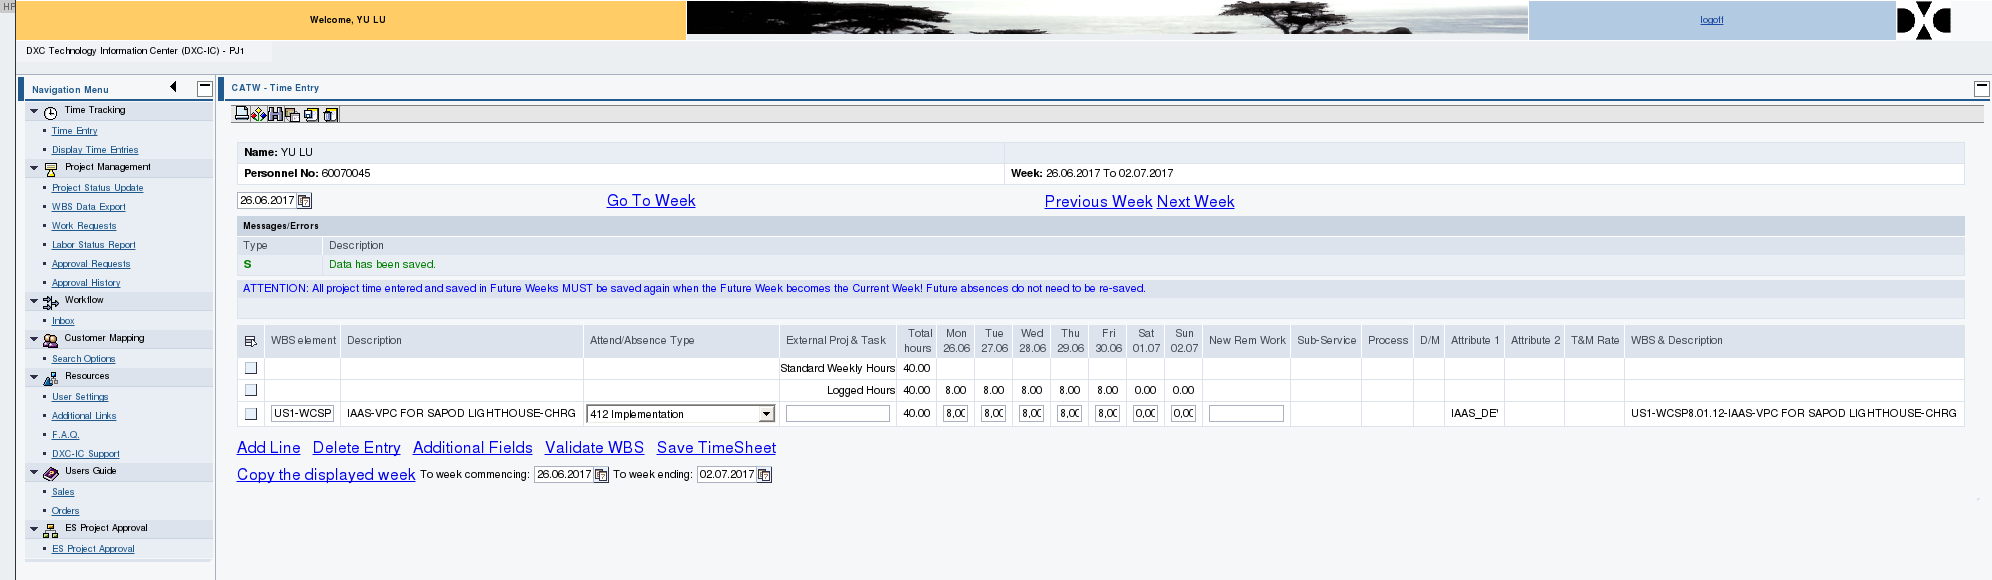 HP
Welcome, YU LU
logoff
DXC Technology Information Center (DXC-IC) - PJ1
Navigation Menu
Time Tracking
Time Entry
Display Time Entries
Project Management
Project Status Update
WBS Data Export
Work Requests
Labor Status Report
Approval Requests
Approval History
Workflow
Inbox
Customer Mapping
Search Options
Resources
User Settings
Additional Links
F.A.Q.
DXC-IC Support
Users Guide
Sales
Orders
ES Project Approval
ES Project Approval
CATW - Time Entry
Name: YU LU
Personnel No: 60070045 Week: 26.06.2017 To 02.07.2017
26.06.2017 Go To Week Previous Week Next Week
Messages/Errors
Type Description
S Data has been saved.
ATTENTION: All project time entered and saved in Future Weeks MUST be saved again when the Future Week becomes the Current Week! Future absences do not need to be re-saved.
WBS element Description Attend/Absence Type External Proj & Task Total hours Mon 26.06 Tue 27.06 Wed 28.06 Thu 29.06 Fri 30.06 Sat 01.07 Sun 02.07 New Rem Work Sub-Service Process D/M Attribute 1 Attribute 2 T&M Rate WBS & Description
Standard Weekly Hours 40.00
Logged Hours 40.00 8.00 8.00 8.00 8.00 8.00 0.00 0.00
US1-WCSP IAAS-VPC FOR SAPOD LIGHTHOUSE-CHRG 412 Implementation 40.00 8,00 8,00 8,00 8,00 8,00 0,00 0,00 IAAS_DE' US1-WCSP8.01.12-IAAS-VPC FOR SAPOD LIGHTHOUSE-CHRG
Add Line Delete Entry Additional Fields Validate WBS Save TimeSheet
Copy the displayed week To week commencing: 26.06.2017 To week ending: 02.07.2017